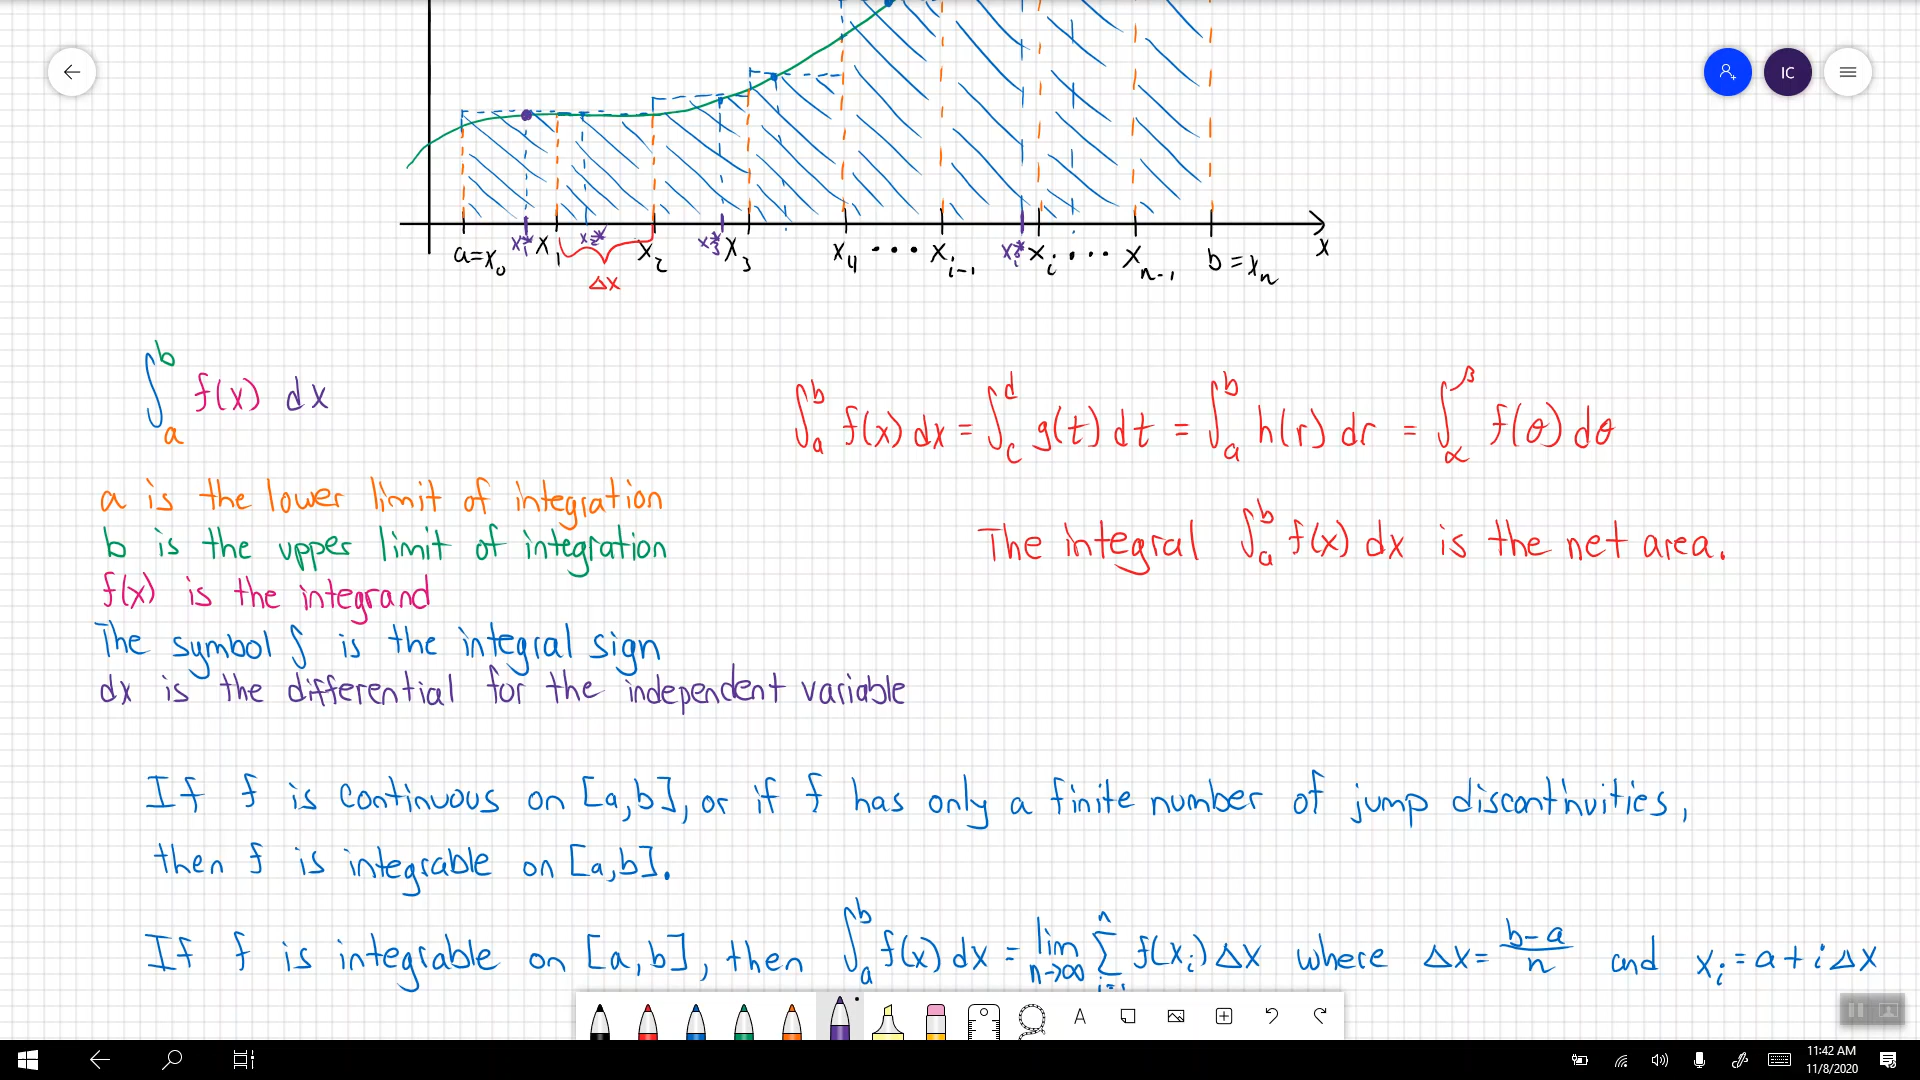 IC
x₁* x₂* x₃* xᵢ*
a=x₀ x₁ x₂ x₃ x₄ ••• xᵢ₋₁ xᵢ ••• xₙ₋₁ b=xₙ x
Δx
∫ₐᵇ f(x) dx
∫ₐᵇ f(x) dx = ∫꜀ᵈ g(t) dt = ∫ₐᵇ h(r) dr = ∫_α^β f(θ) dθ
a is the lower limit of integration
b is the upper limit of integration
f(x) is the integrand
The symbol ∫ is the integral sign
dx is the differential for the independent variable
The integral ∫ₐᵇ f(x) dx is the net area.
If f is continuous on [a,b], or if f has only a finite number of jump discontinuities,
then f is integrable on [a,b].
If f is integrable on [a,b], then ∫ₐᵇ f(x) dx = lim n→∞ ∑ᵢ₌₁ⁿ f(xᵢ) Δx where Δx = (b-a)/n and xᵢ = a + i Δx
A
11:42 AM
11/8/2020